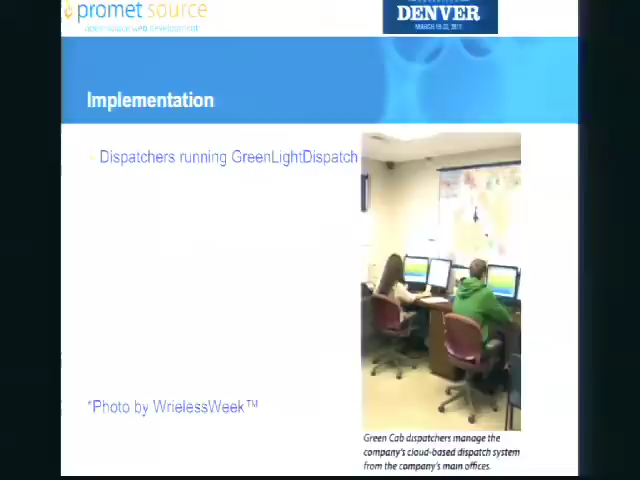 promet source
open source web development
DENVER
MARCH 19-23, 2012
Implementation
Dispatchers running GreenLightDispatch
*Photo by WrielessWeek™
Green Cab dispatchers manage the
company's cloud-based dispatch system
from the company's main offices.